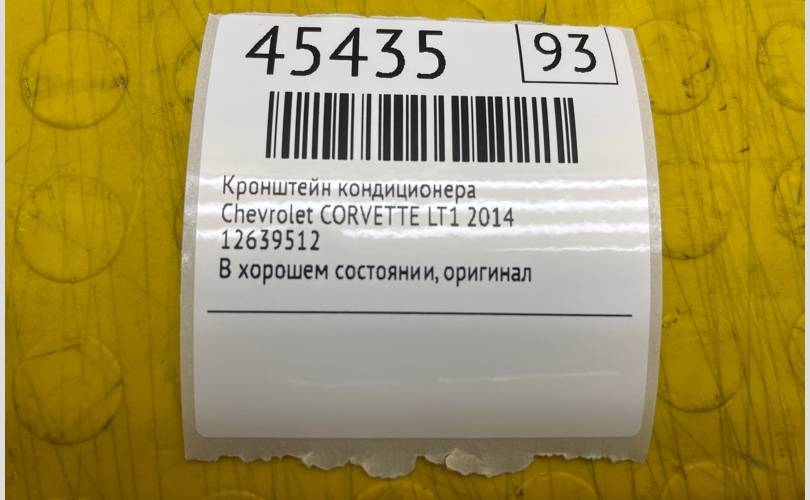 45435 93
Кронштейн кондиционера
Chevrolet CORVETTE LT1 2014
12639512
В хорошем состоянии, оригинал